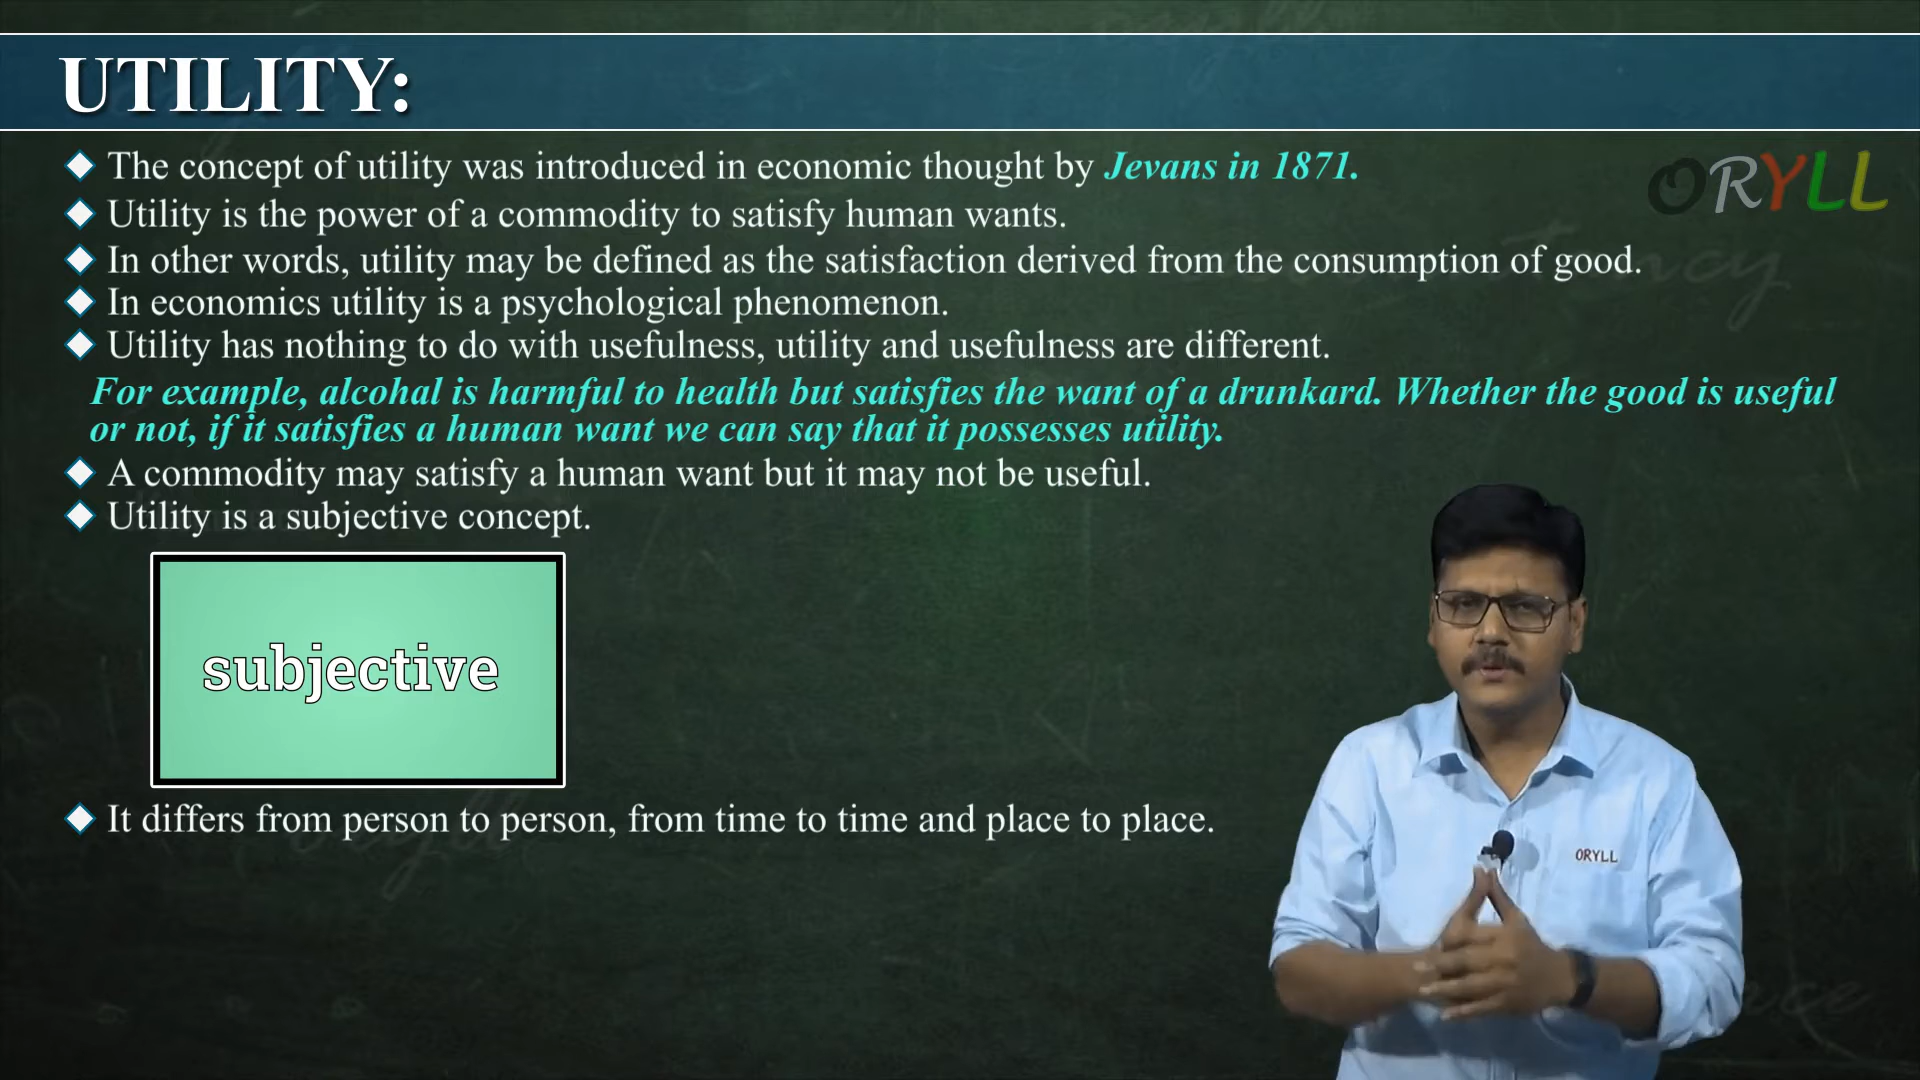 UTILITY:
ORYLL
The concept of utility was introduced in economic thought by Jevans in 1871.
Utility is the power of a commodity to satisfy human wants.
In other words, utility may be defined as the satisfaction derived from the consumption of good.
In economics utility is a psychological phenomenon.
Utility has nothing to do with usefulness, utility and usefulness are different.
For example, alcohal is harmful to health but satisfies the want of a drunkard. Whether the good is useful
or not, if it satisfies a human want we can say that it possesses utility.
A commodity may satisfy a human want but it may not be useful.
Utility is a subjective concept.
subjective
It differs from person to person, from time to time and place to place.
ORYLL